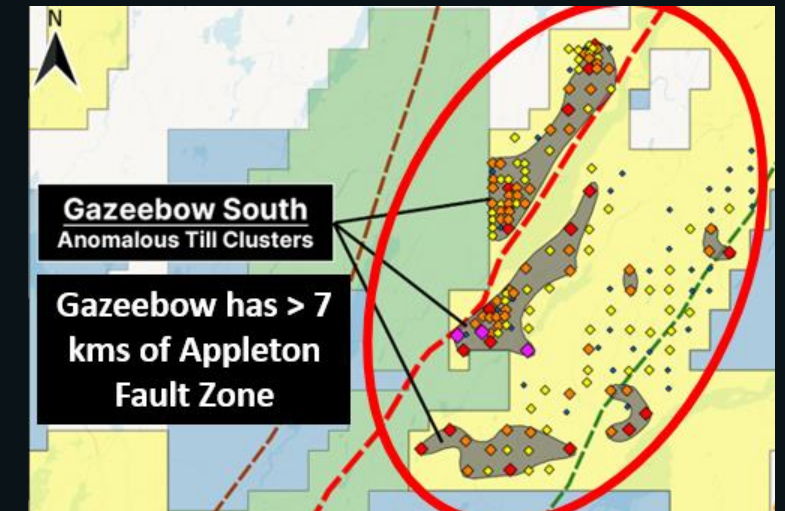 N
Gazeebow South
Anomalous Till Clusters
Gazeebow has > 7
kms of Appleton
Fault Zone